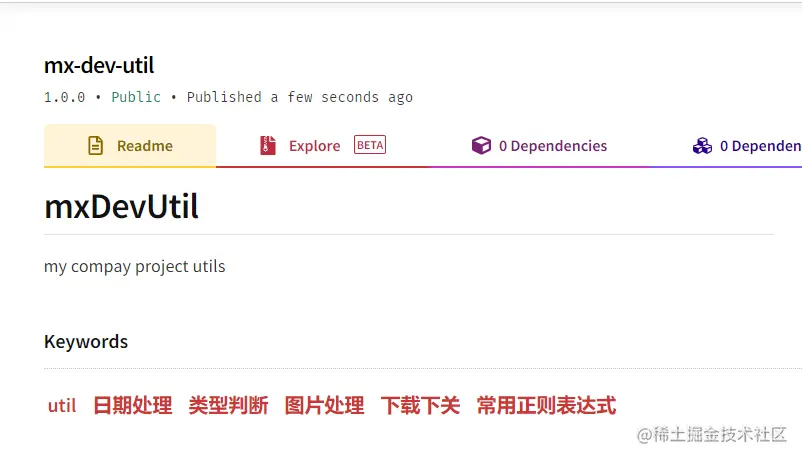 mx-dev-util
1.0.0 • Public • Published a few seconds ago
Readme Explore BETA 0 Dependencies 0 Dependen
mxDevUtil
my compay project utils
Keywords
util 日期处理 类型判断 图片处理 下载下关 常用正则表达式
@稀土掘金技术社区